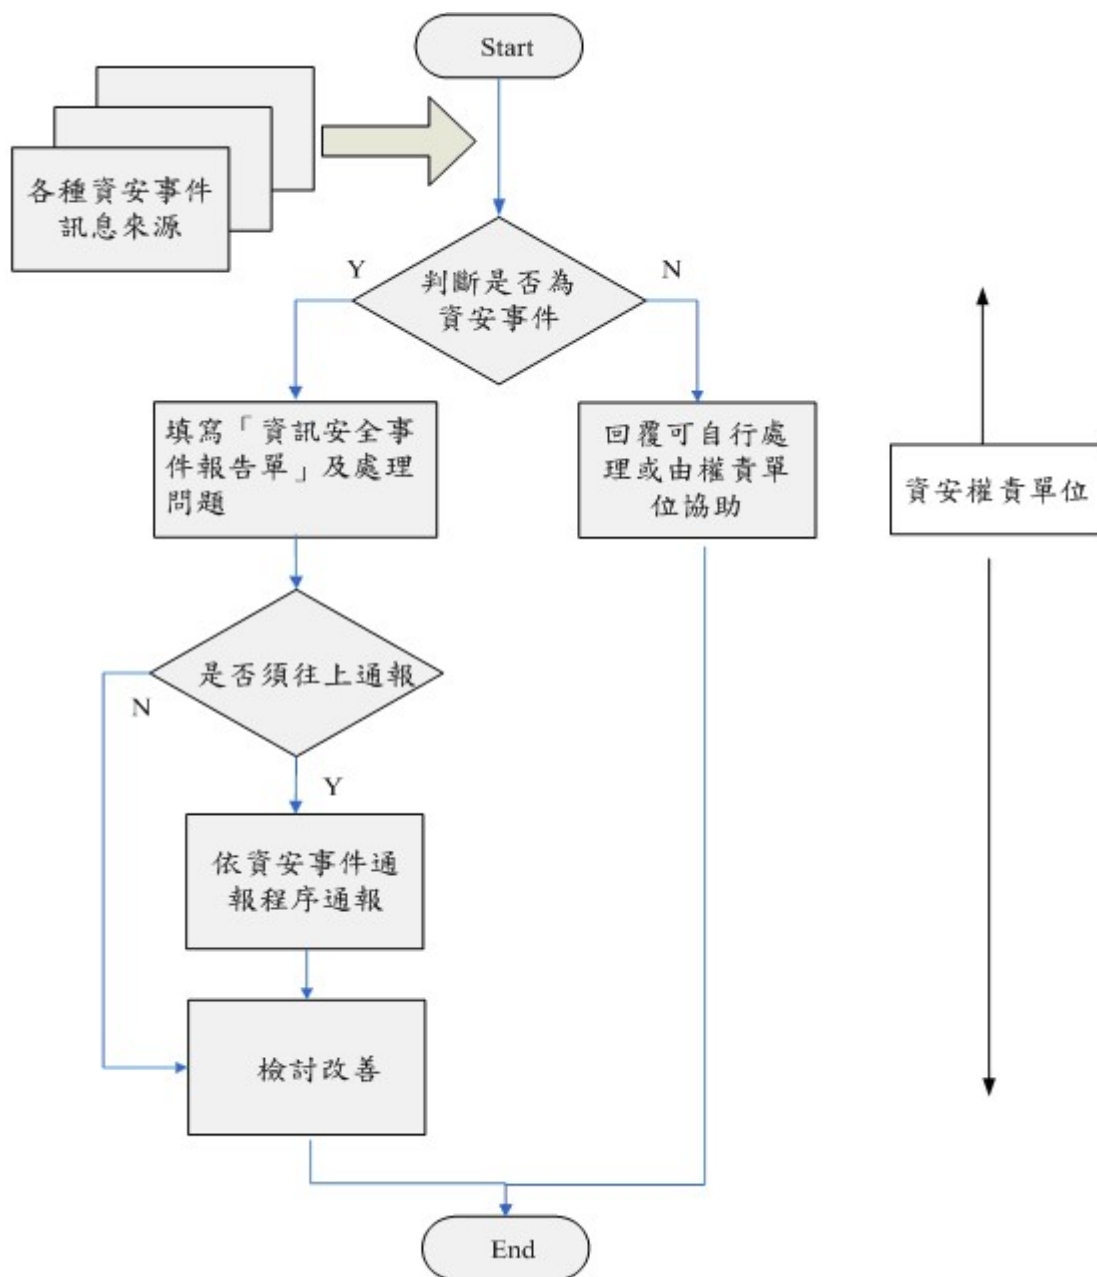 Start
各種資安事件
訊息來源
Y
N
判斷是否為
資安事件
填寫「資訊安全事
件報告單」及處理
問題
回覆可自行處
理或由權責單
位協助
資安權責單位
是否須往上通報
N
Y
依資安事件通
報程序通報
檢討改善
End